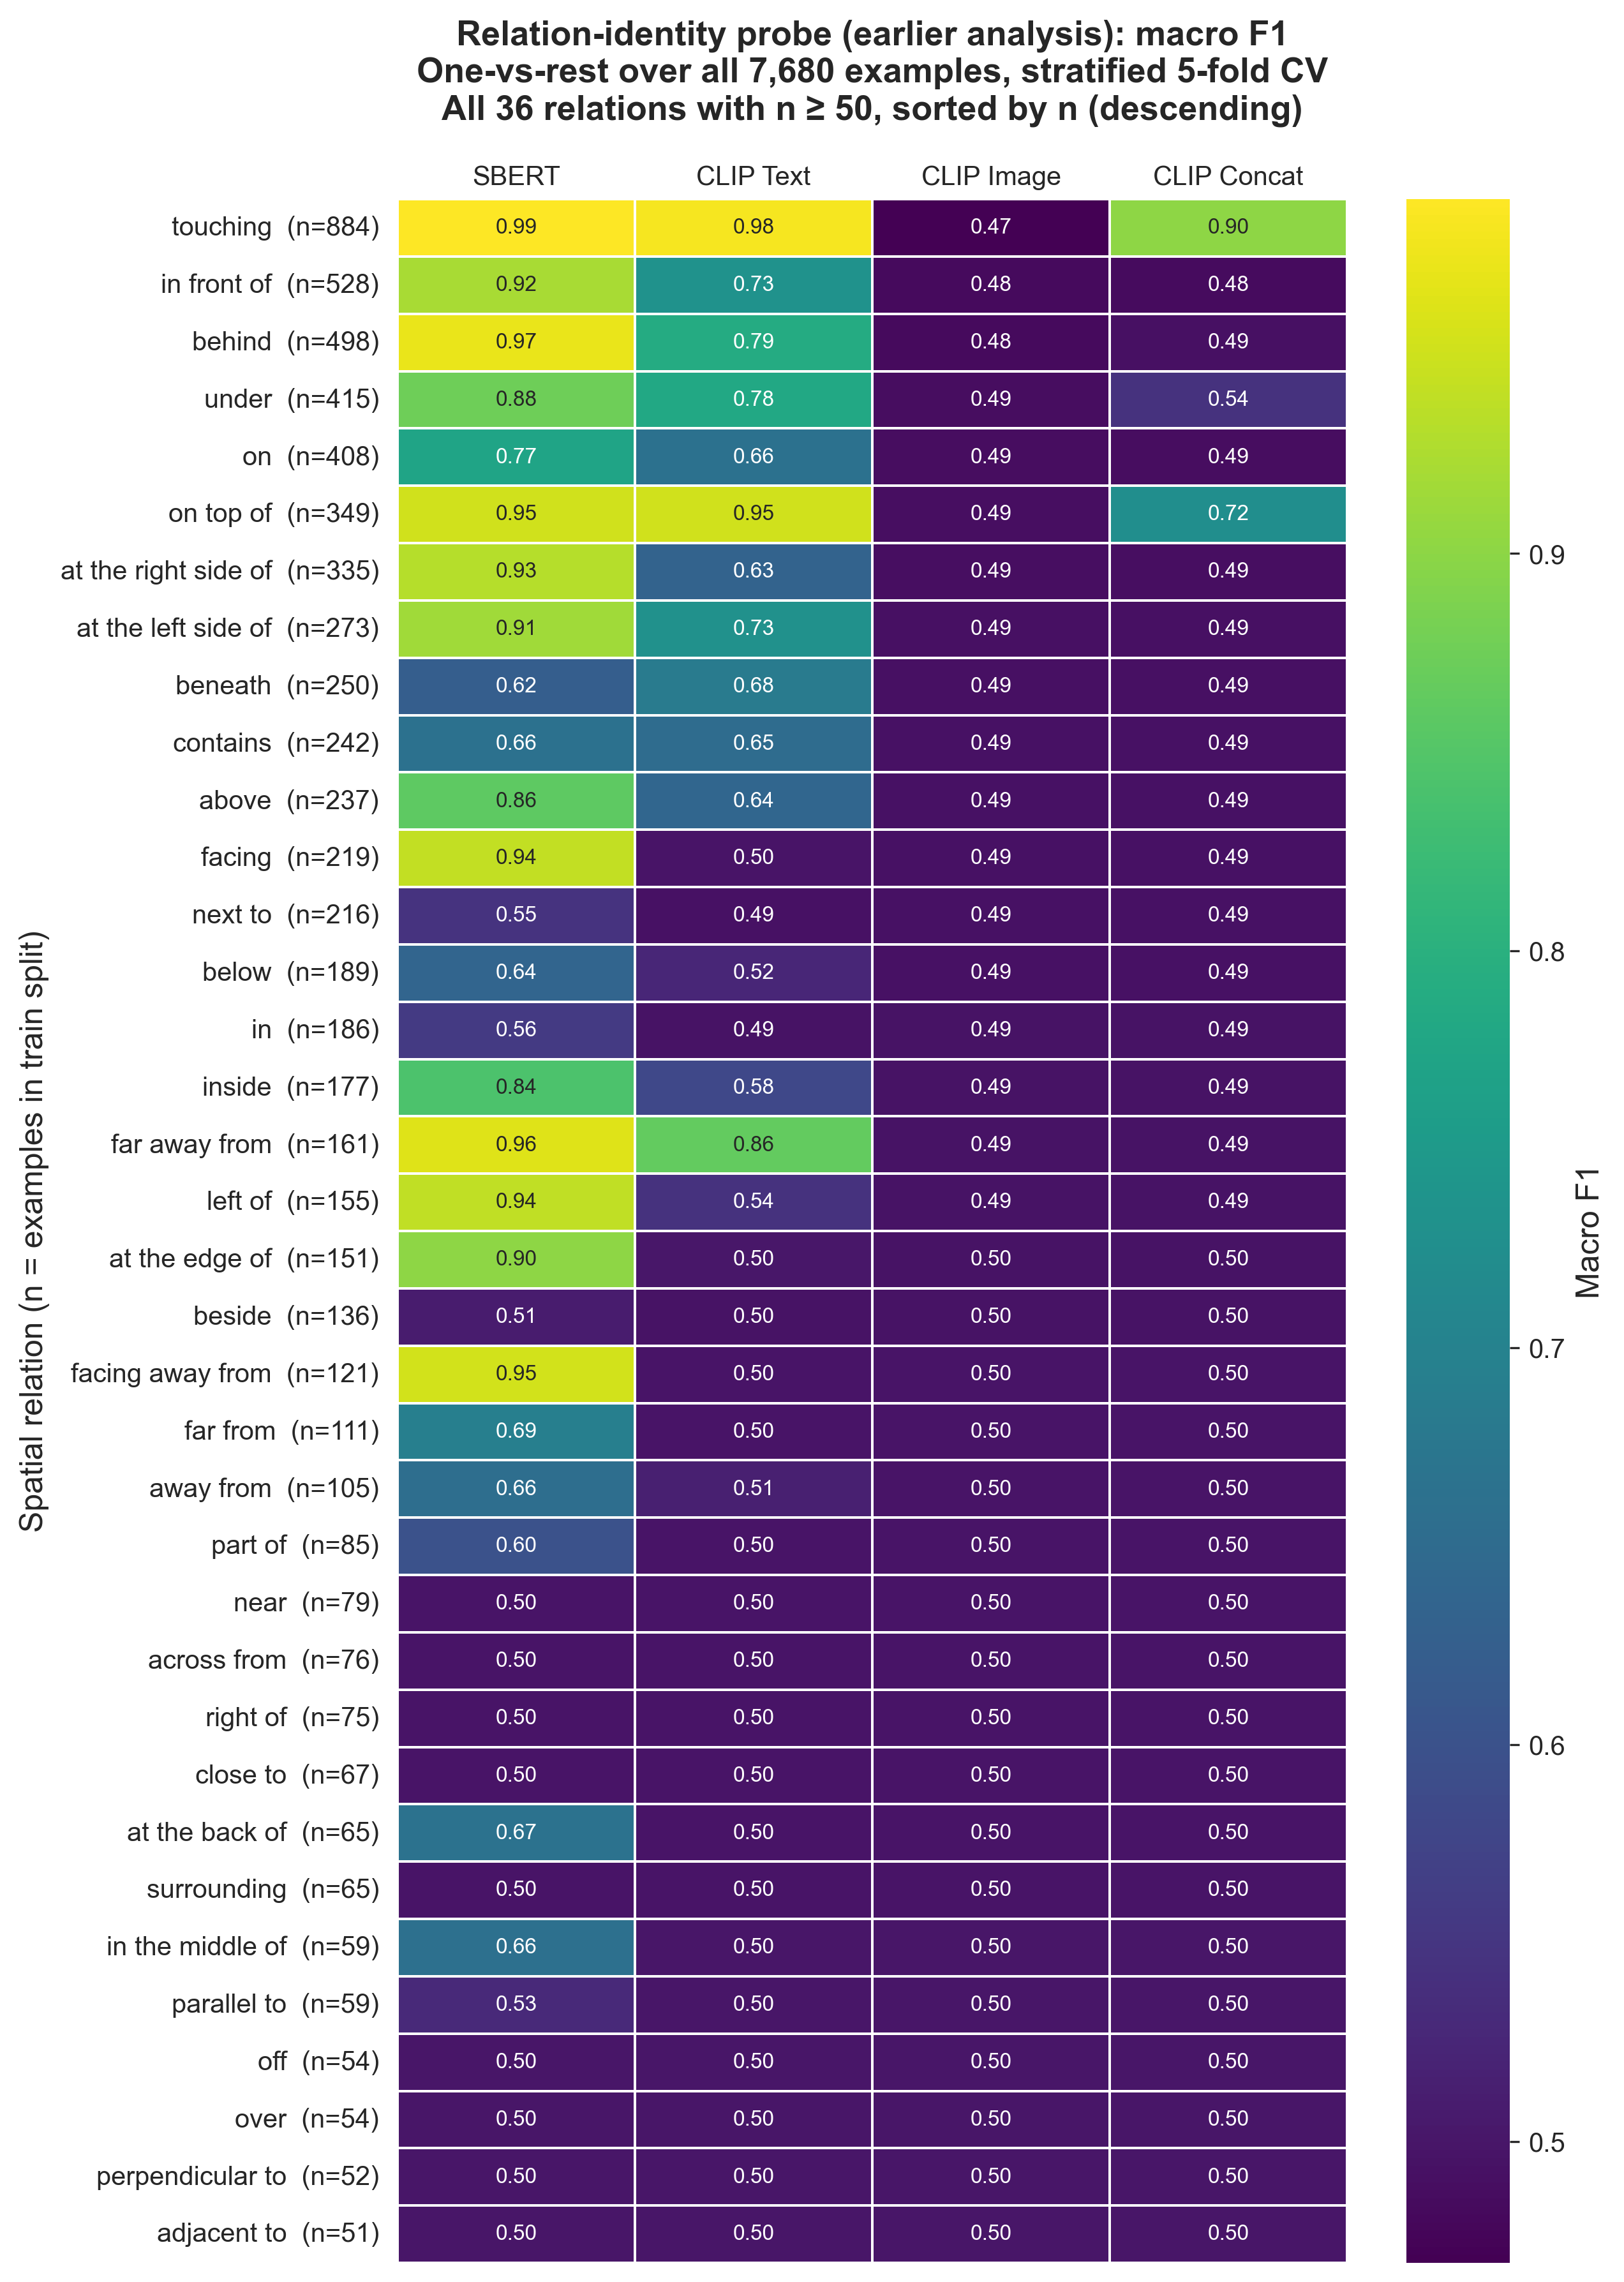 Relation-identity probe (earlier analysis): macro F1
One-vs-rest over all 7,680 examples, stratified 5-fold CV
All 36 relations with n ≥ 50, sorted by n (descending)
SBERT CLIP Text CLIP Image CLIP Concat
touching (n=884) 0.99 0.98 0.47 0.90
in front of (n=528) 0.92 0.73 0.48 0.48
behind (n=498) 0.97 0.79 0.48 0.49
under (n=415) 0.88 0.78 0.49 0.54
on (n=408) 0.77 0.66 0.49 0.49
on top of (n=349) 0.95 0.95 0.49 0.72
at the right side of (n=335) 0.93 0.63 0.49 0.49
at the left side of (n=273) 0.91 0.73 0.49 0.49
beneath (n=250) 0.62 0.68 0.49 0.49
contains (n=242) 0.66 0.65 0.49 0.49
above (n=237) 0.86 0.64 0.49 0.49
facing (n=219) 0.94 0.50 0.49 0.49
next to (n=216) 0.55 0.49 0.49 0.49
below (n=189) 0.64 0.52 0.49 0.49
in (n=186) 0.56 0.49 0.49 0.49
inside (n=177) 0.84 0.58 0.49 0.49
far away from (n=161) 0.96 0.86 0.49 0.49
left of (n=155) 0.94 0.54 0.49 0.49
at the edge of (n=151) 0.90 0.50 0.50 0.50
beside (n=136) 0.51 0.50 0.50 0.50
facing away from (n=121) 0.95 0.50 0.50 0.50
far from (n=111) 0.69 0.50 0.50 0.50
away from (n=105) 0.66 0.51 0.50 0.50
part of (n=85) 0.60 0.50 0.50 0.50
near (n=79) 0.50 0.50 0.50 0.50
across from (n=76) 0.50 0.50 0.50 0.50
right of (n=75) 0.50 0.50 0.50 0.50
close to (n=67) 0.50 0.50 0.50 0.50
at the back of (n=65) 0.67 0.50 0.50 0.50
surrounding (n=65) 0.50 0.50 0.50 0.50
in the middle of (n=59) 0.66 0.50 0.50 0.50
parallel to (n=59) 0.53 0.50 0.50 0.50
off (n=54) 0.50 0.50 0.50 0.50
over (n=54) 0.50 0.50 0.50 0.50
perpendicular to (n=52) 0.50 0.50 0.50 0.50
adjacent to (n=51) 0.50 0.50 0.50 0.50
Spatial relation (n = examples in train split)
0.9
0.8
0.7
0.6
0.5
Macro F1